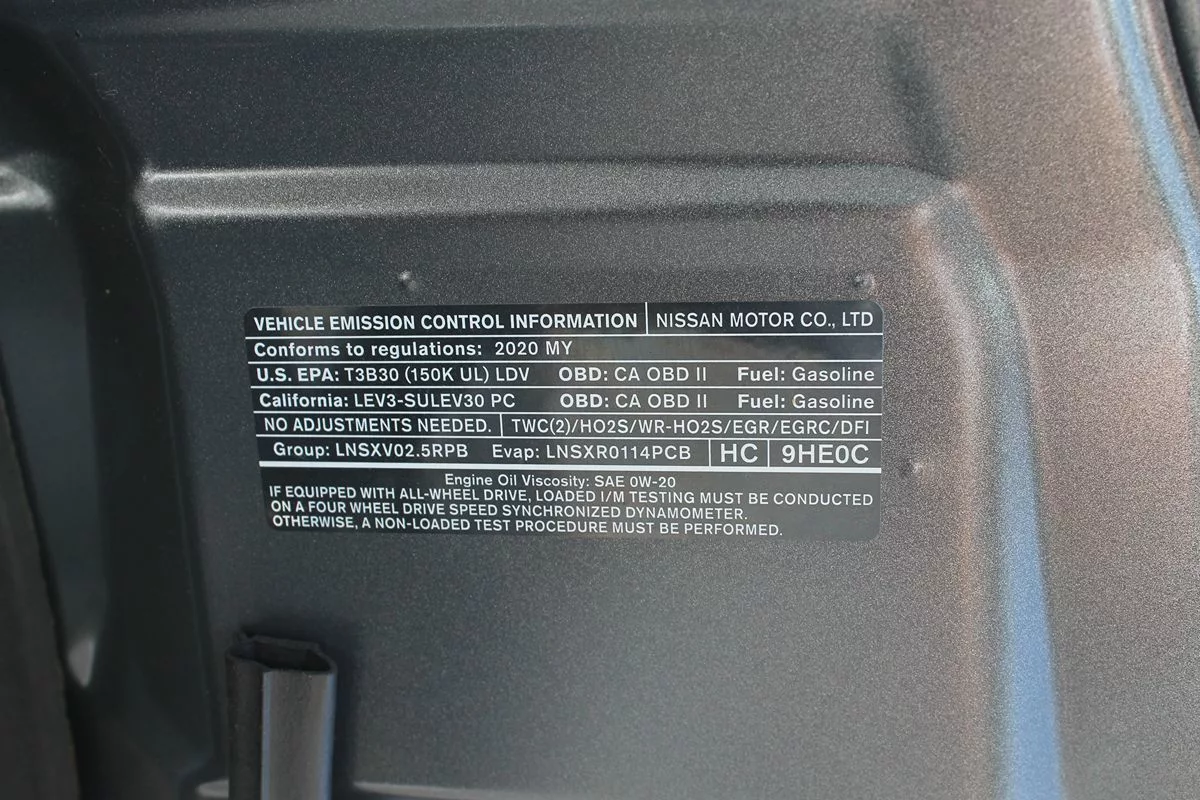 VEHICLE EMISSION CONTROL INFORMATION NISSAN MOTOR CO., LTD
Conforms to regulations: 2020 MY
U.S. EPA: T3B30 (150K UL) LDV OBD: CA OBD II Fuel: Gasoline
California: LEV3-SULEV30 PC OBD: CA OBD II Fuel: Gasoline
NO ADJUSTMENTS NEEDED. TWC(2)/HO2S/WR-HO2S/EGR/EGRC/DFI
Group: LNSXV02.5RPB Evap: LNSXR0114PCB HC 9HE0C
Engine Oil Viscosity: SAE 0W-20
IF EQUIPPED WITH ALL-WHEEL DRIVE, LOADED I/M TESTING MUST BE CONDUCTED
ON A FOUR WHEEL DRIVE SPEED SYNCHRONIZED DYNAMOMETER.
OTHERWISE, A NON-LOADED TEST PROCEDURE MUST BE PERFORMED.